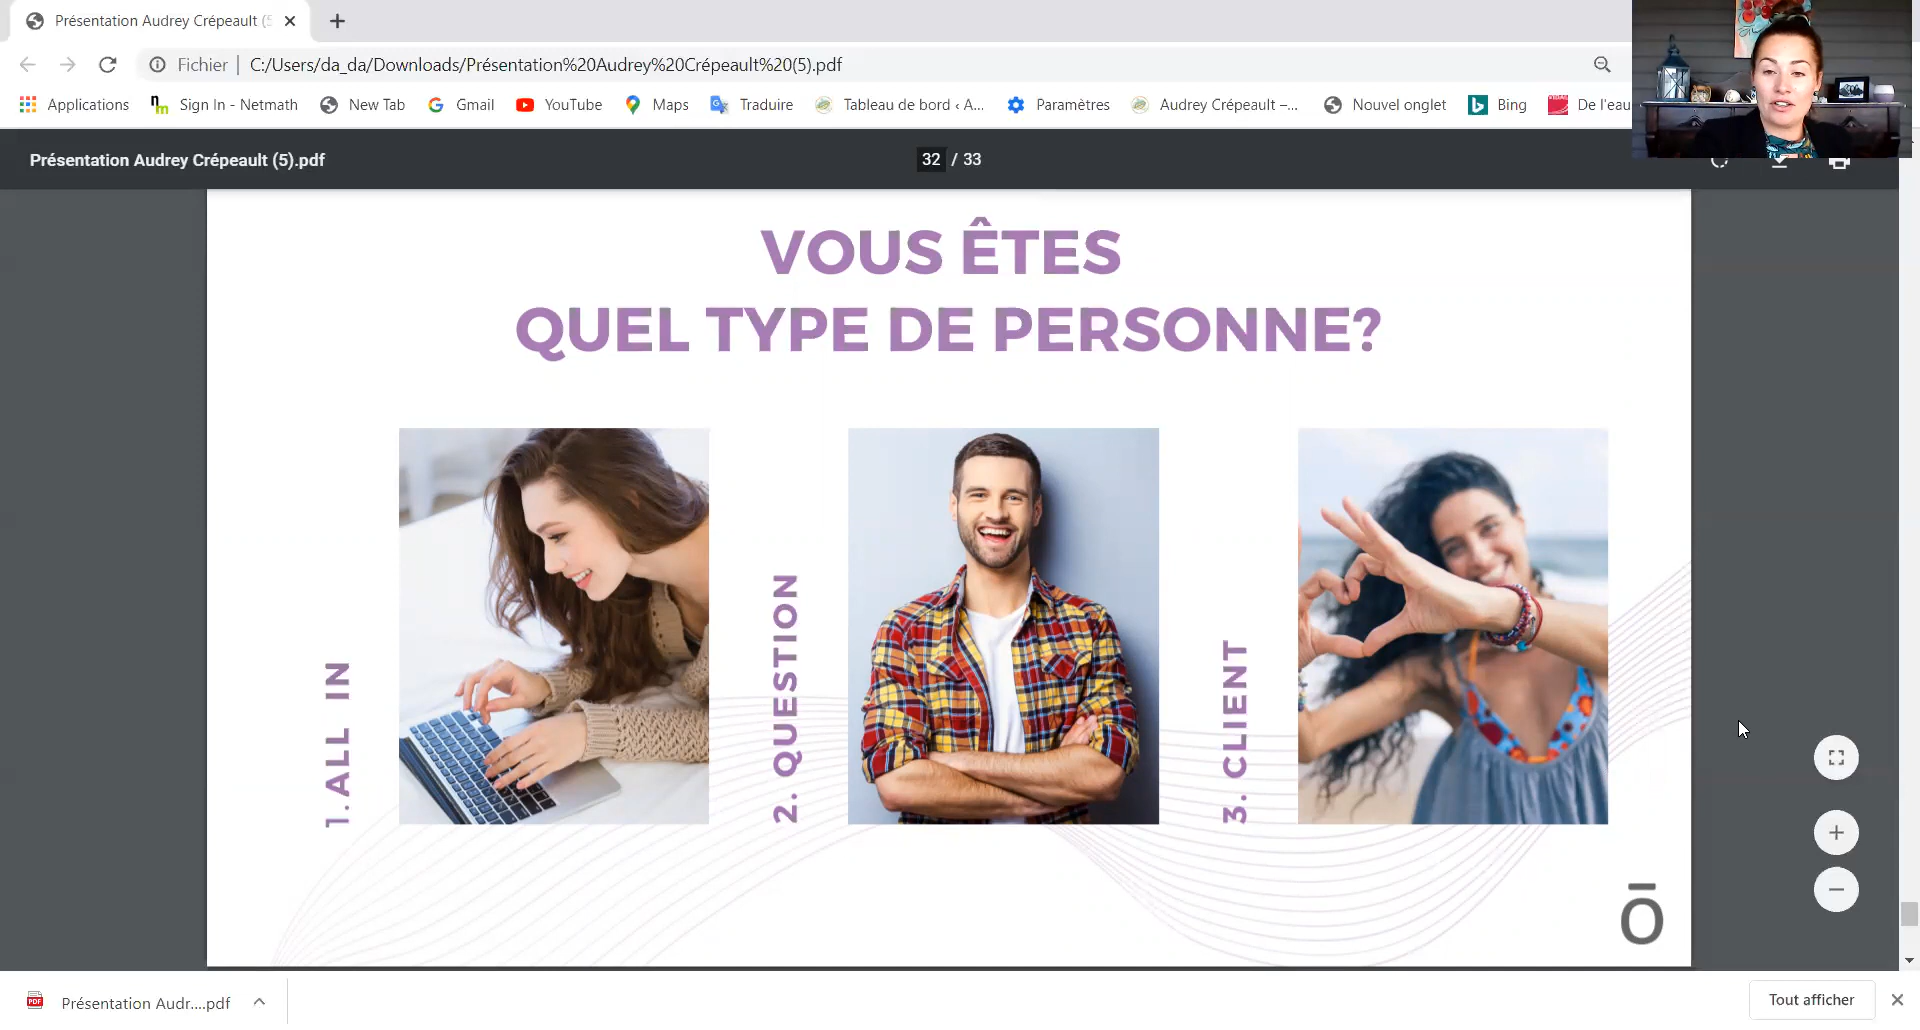 Présentation Audrey Crépeault (5
Fichier
C:/Users/da_da/Downloads/Présentation%20Audrey%20Crépeault%20(5).pdf
Applications
Sign In - Netmath
New Tab
Gmail
YouTube
Maps
Traduire
Tableau de bord ‹ A...
Paramètres
Audrey Crépeault –...
Nouvel onglet
Bing
De l'eau
Présentation Audrey Crépeault (5).pdf
32 / 33
VOUS ÊTES
QUEL TYPE DE PERSONNE?
1. ALL IN
2. QUESTION
3. CLIENT
ō
Présentation Audr....pdf
Tout afficher